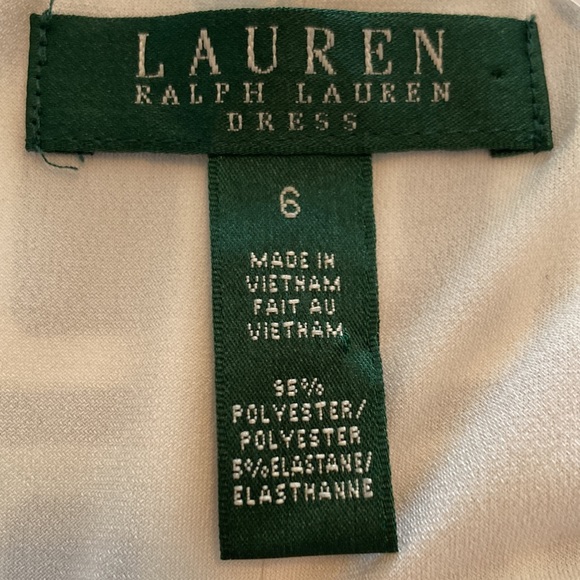 LAUREN
RALPH LAUREN
DRESS
6
MADE IN
VIETNAM
FAIT AU
VIETNAM
95%
POLYESTER/
POLYESTER
5%ELASTANE/
ELASTHANNE